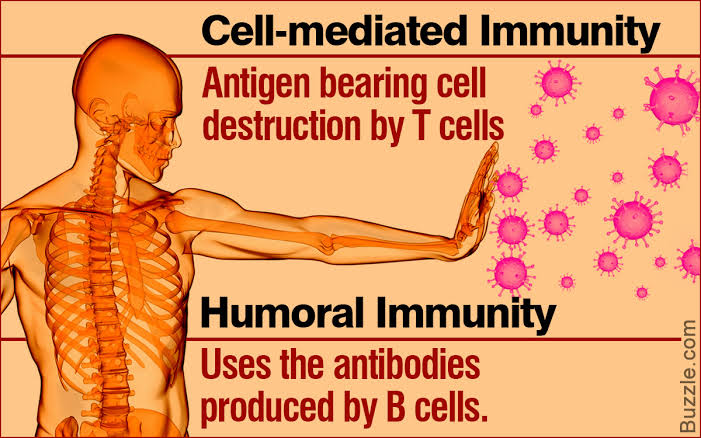 Cell-mediated Immunity
Antigen bearing cell
destruction by T cells
Humoral Immunity
Uses the antibodies
produced by B cells.
Buzzle.com